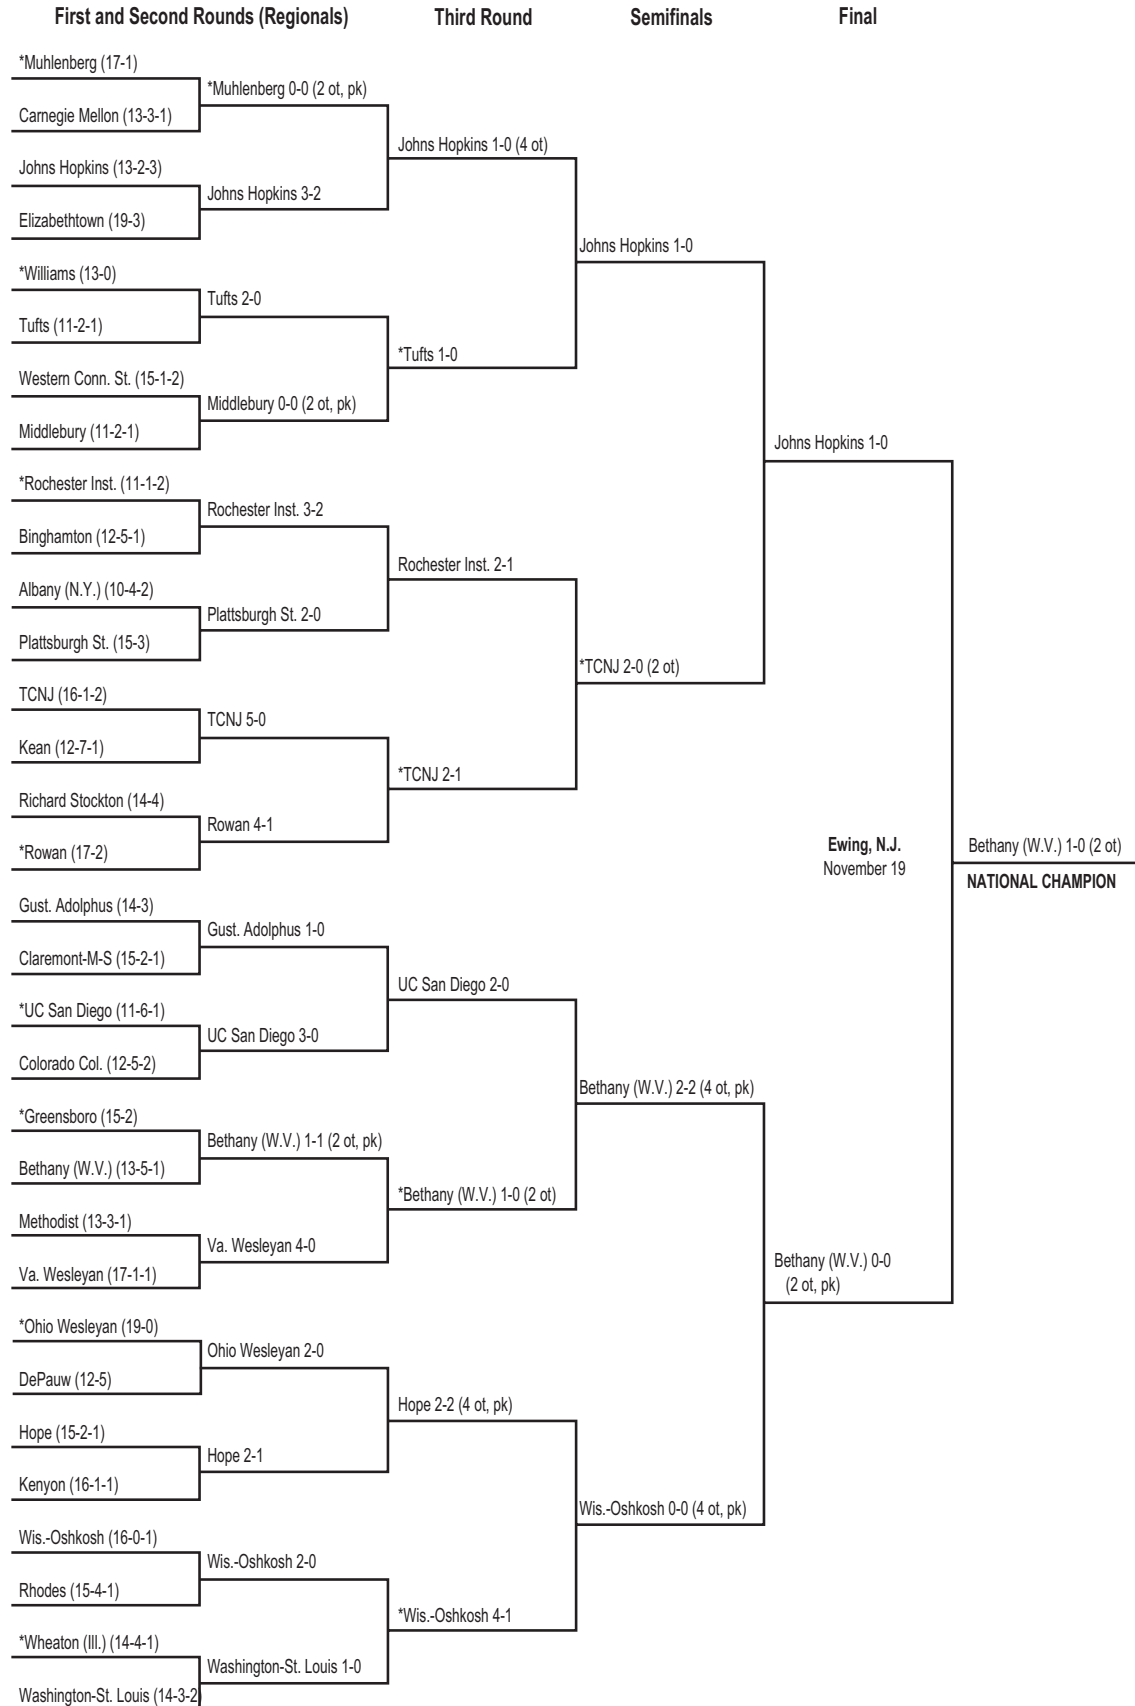 First and Second Rounds (Regionals)
Third Round
Semifinals
Final
*Muhlenberg (17-1)
Carnegie Mellon (13-3-1)
Johns Hopkins (13-2-3)
Elizabethtown (19-3)
*Williams (13-0)
Tufts (11-2-1)
Western Conn. St. (15-1-2)
Middlebury (11-2-1)
*Rochester Inst. (11-1-2)
Binghamton (12-5-1)
Albany (N.Y.) (10-4-2)
Plattsburgh St. (15-3)
TCNJ (16-1-2)
Kean (12-7-1)
Richard Stockton (14-4)
*Rowan (17-2)
Gust. Adolphus (14-3)
Claremont-M-S (15-2-1)
*UC San Diego (11-6-1)
Colorado Col. (12-5-2)
*Greensboro (15-2)
Bethany (W.V.) (13-5-1)
Methodist (13-3-1)
Va. Wesleyan (17-1-1)
*Ohio Wesleyan (19-0)
DePauw (12-5)
Hope (15-2-1)
Kenyon (16-1-1)
Wis.-Oshkosh (16-0-1)
Rhodes (15-4-1)
*Wheaton (Ill.) (14-4-1)
Washington-St. Louis (14-3-2)
*Muhlenberg 0-0 (2 ot, pk)
Johns Hopkins 3-2
Tufts 2-0
Middlebury 0-0 (2 ot, pk)
Rochester Inst. 3-2
Plattsburgh St. 2-0
TCNJ 5-0
Rowan 4-1
Gust. Adolphus 1-0
UC San Diego 3-0
Bethany (W.V.) 1-1 (2 ot, pk)
Va. Wesleyan 4-0
Ohio Wesleyan 2-0
Hope 2-1
Wis.-Oshkosh 2-0
Washington-St. Louis 1-0
Johns Hopkins 1-0 (4 ot)
*Tufts 1-0
Rochester Inst. 2-1
*TCNJ 2-1
UC San Diego 2-0
*Bethany (W.V.) 1-0 (2 ot)
Hope 2-2 (4 ot, pk)
*Wis.-Oshkosh 4-1
Johns Hopkins 1-0
*TCNJ 2-0 (2 ot)
Bethany (W.V.) 2-2 (4 ot, pk)
Wis.-Oshkosh 0-0 (4 ot, pk)
Johns Hopkins 1-0
Bethany (W.V.) 0-0
(2 ot, pk)
Ewing, N.J.
November 19
Bethany (W.V.) 1-0 (2 ot)
NATIONAL CHAMPION